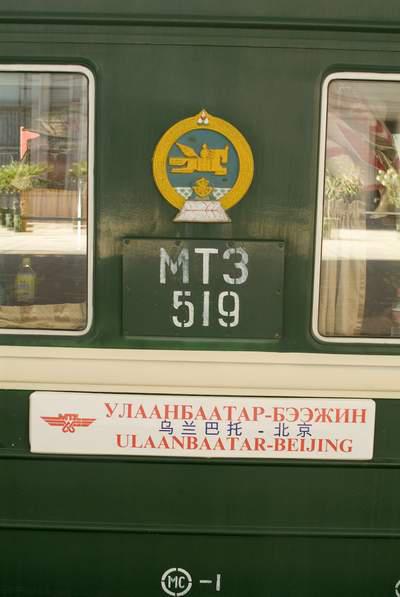 МТЗ
519
УЛААНБААТАР-БЭЭЖИН
乌兰巴托 - 北京
ULAANBAATAR-BEIJING
МС -1